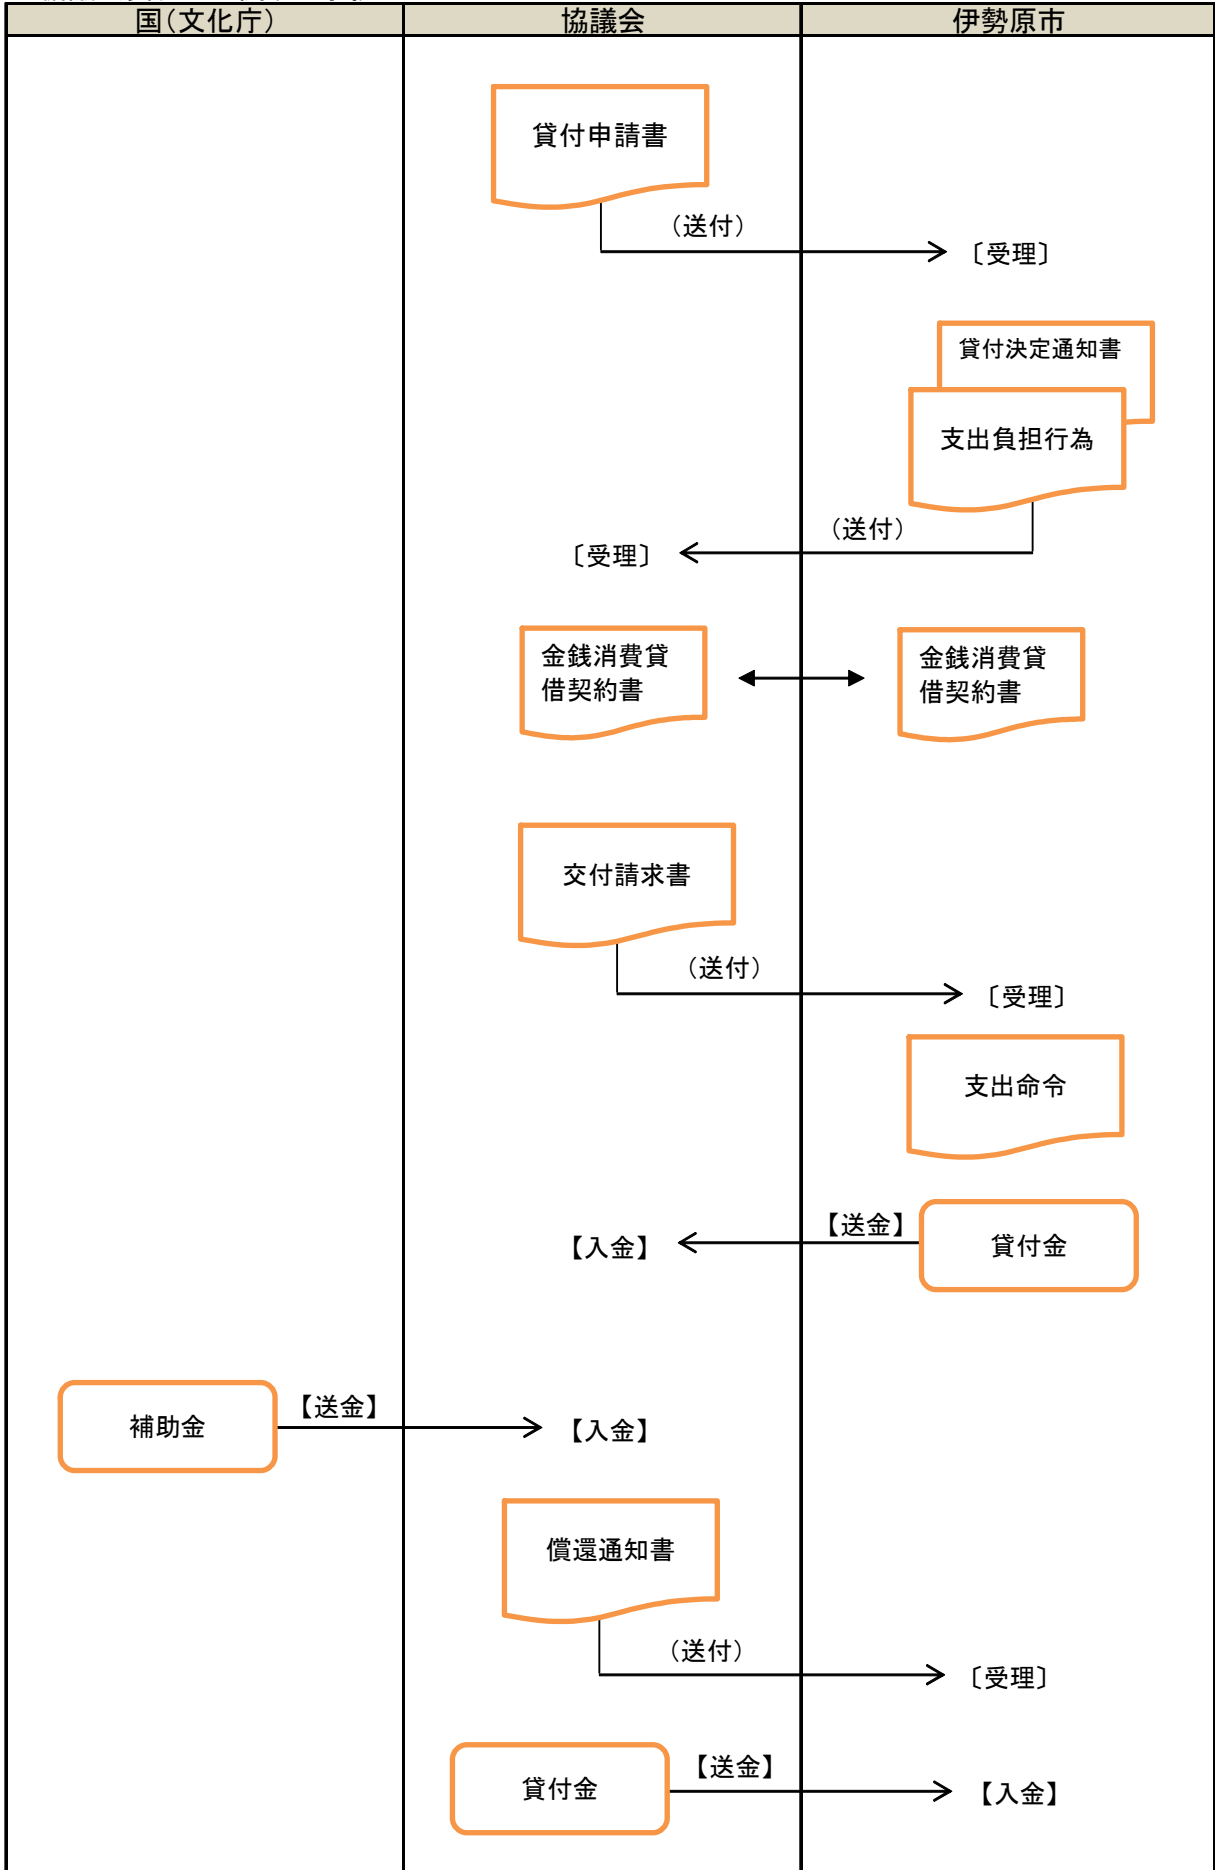 国（文化庁）
協議会
伊勢原市
貸付申請書
（送付）
〔受理〕
貸付決定通知書
支出負担行為
（送付）
〔受理〕
金銭消費貸
借契約書
金銭消費貸
借契約書
交付請求書
（送付）
〔受理〕
支出命令
【送金】
貸付金
【入金】
補助金
【送金】
【入金】
償還通知書
（送付）
〔受理〕
貸付金
【送金】
【入金】